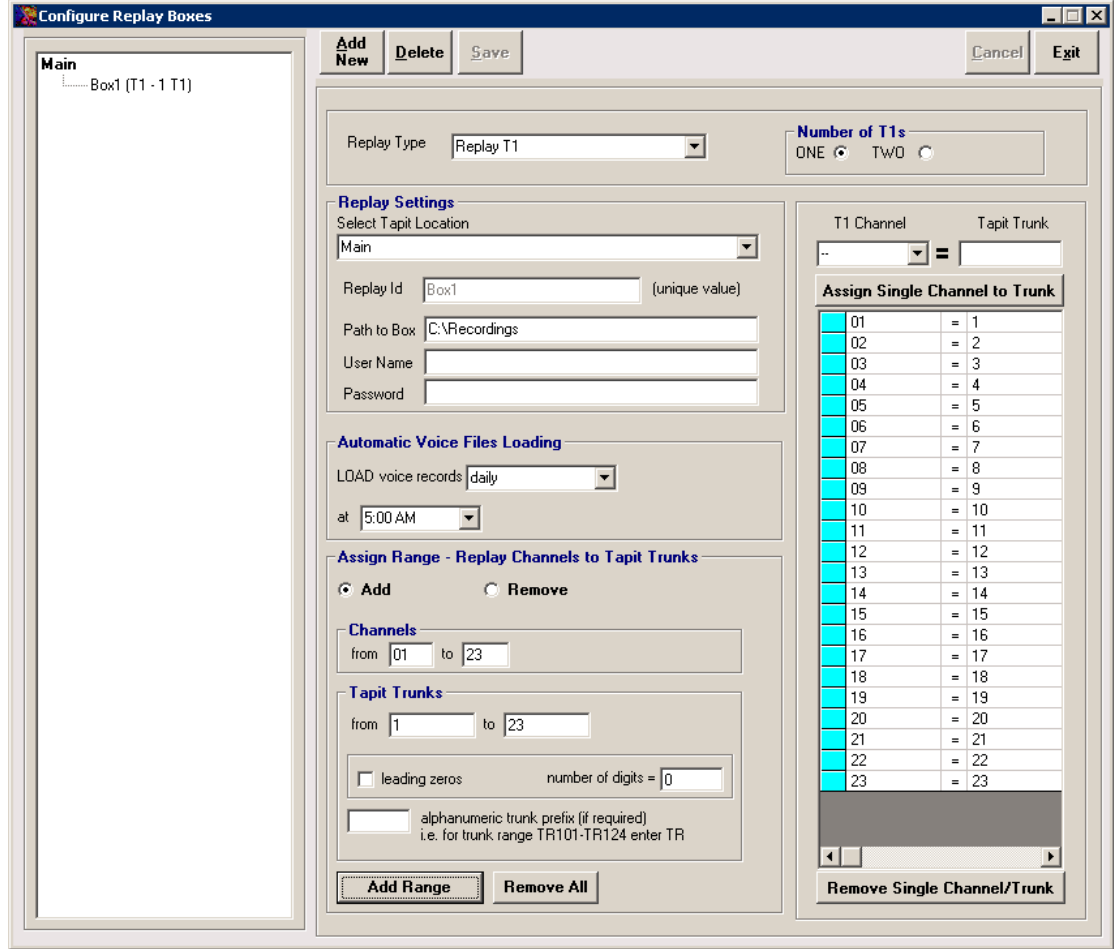 Configure Replay Boxes
Main
Box1 (T1 - 1 T1)
Add New
Delete
Save
Cancel
Exit
Replay Type
Replay T1
Number of T1s
ONE
TWO
Replay Settings
Select Tapit Location
Main
Replay Id
Box1
(unique value)
Path to Box
C:\Recordings
User Name
Password
Automatic Voice Files Loading
LOAD voice records
daily
at
5:00 AM
Assign Range - Replay Channels to Tapit Trunks
Add
Remove
Channels
from 01 to 23
Tapit Trunks
from 1 to 23
leading zeros
number of digits = 0
alphanumeric trunk prefix (if required)
i.e. for trunk range TR101-TR124 enter TR
Add Range
Remove All
T1 Channel
Tapit Trunk
-- =
Assign Single Channel to Trunk
01 = 1
02 = 2
03 = 3
04 = 4
05 = 5
06 = 6
07 = 7
08 = 8
09 = 9
10 = 10
11 = 11
12 = 12
13 = 13
14 = 14
15 = 15
16 = 16
17 = 17
18 = 18
19 = 19
20 = 20
21 = 21
22 = 22
23 = 23
Remove Single Channel/Trunk